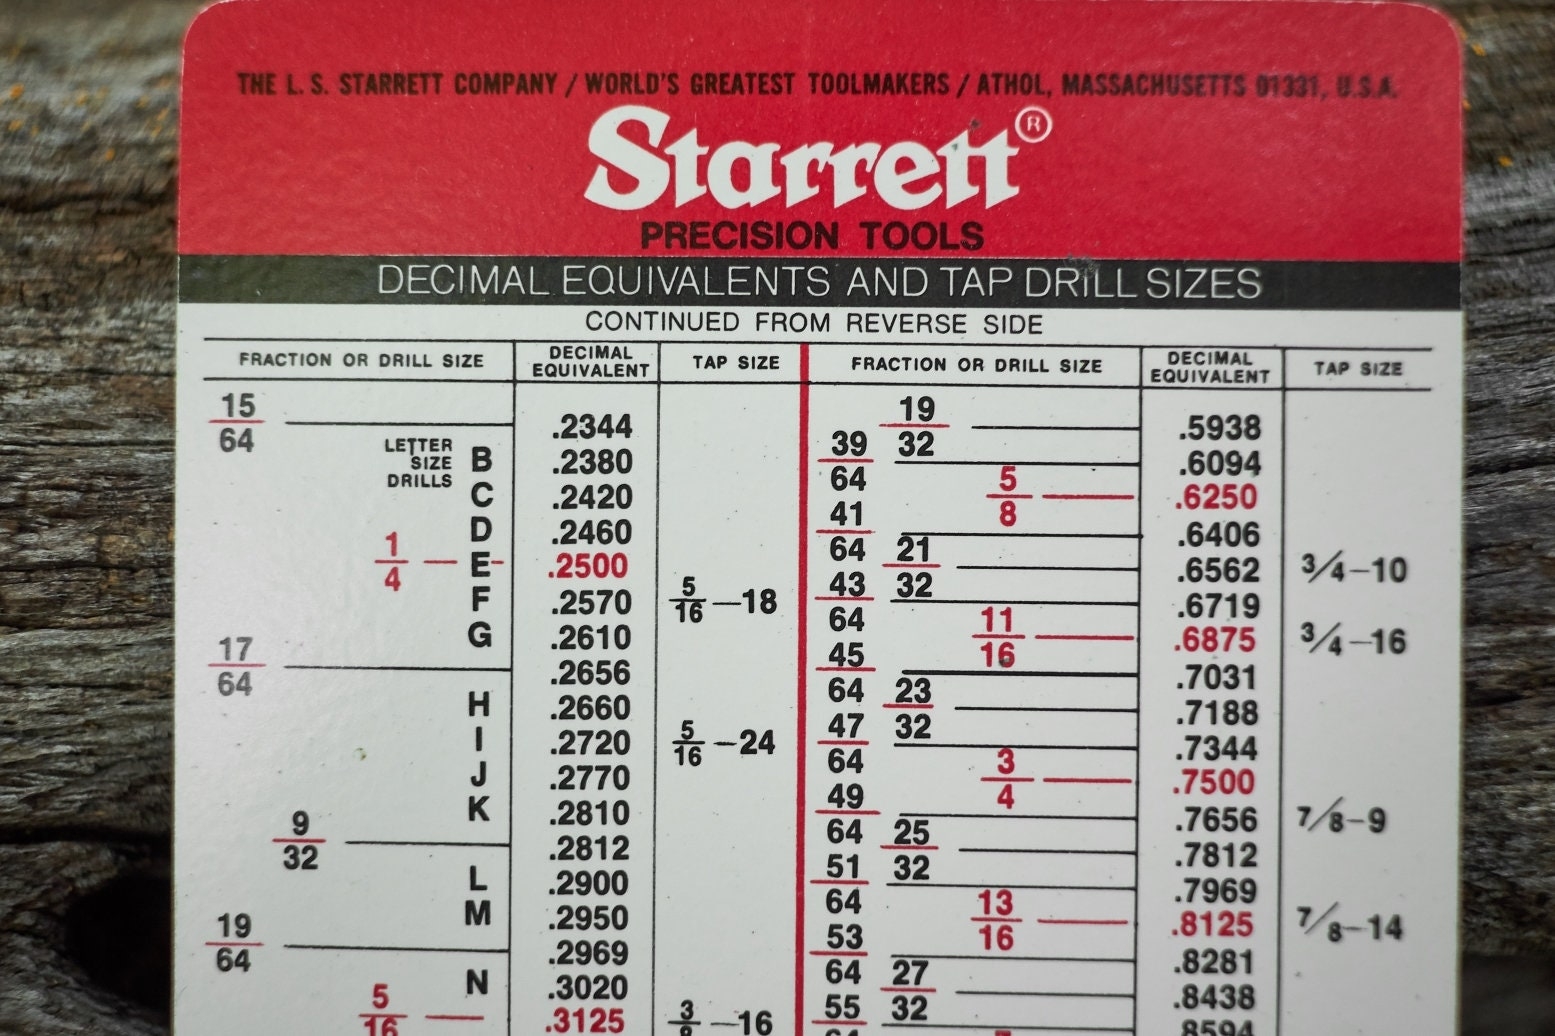 THE L. S. STARRETT COMPANY / WORLD'S GREATEST TOOLMAKERS / ATHOL, MASSACHUSETTS 01331, U.S.A.
Starrett®
PRECISION TOOLS
DECIMAL EQUIVALENTS AND TAP DRILL SIZES
CONTINUED FROM REVERSE SIDE
FRACTION OR DRILL SIZE DECIMAL EQUIVALENT TAP SIZE
15/64 .2344
LETTER SIZE DRILLS B .2380
C .2420
D .2460
1/4 E .2500
F .2570 5/16—18
G .2610
17/64 .2656
H .2660
I .2720 5/16—24
J .2770
K .2810
9/32 .2812
L .2900
M .2950
19/64 .2969
N .3020
5/16 .3125 3/8—16
FRACTION OR DRILL SIZE DECIMAL EQUIVALENT TAP SIZE
19/32 .5938
39/64 .6094
5/8 .6250
41/64 .6406
21/32 .6562 3/4—10
43/64 .6719
11/16 .6875 3/4—16
45/64 .7031
23/32 .7188
47/64 .7344
3/4 .7500
49/64 .7656 7/8—9
25/32 .7812
51/64 .7969
13/16 .8125 7/8—14
53/64 .8281
27/32 .8438
55/64 .8594